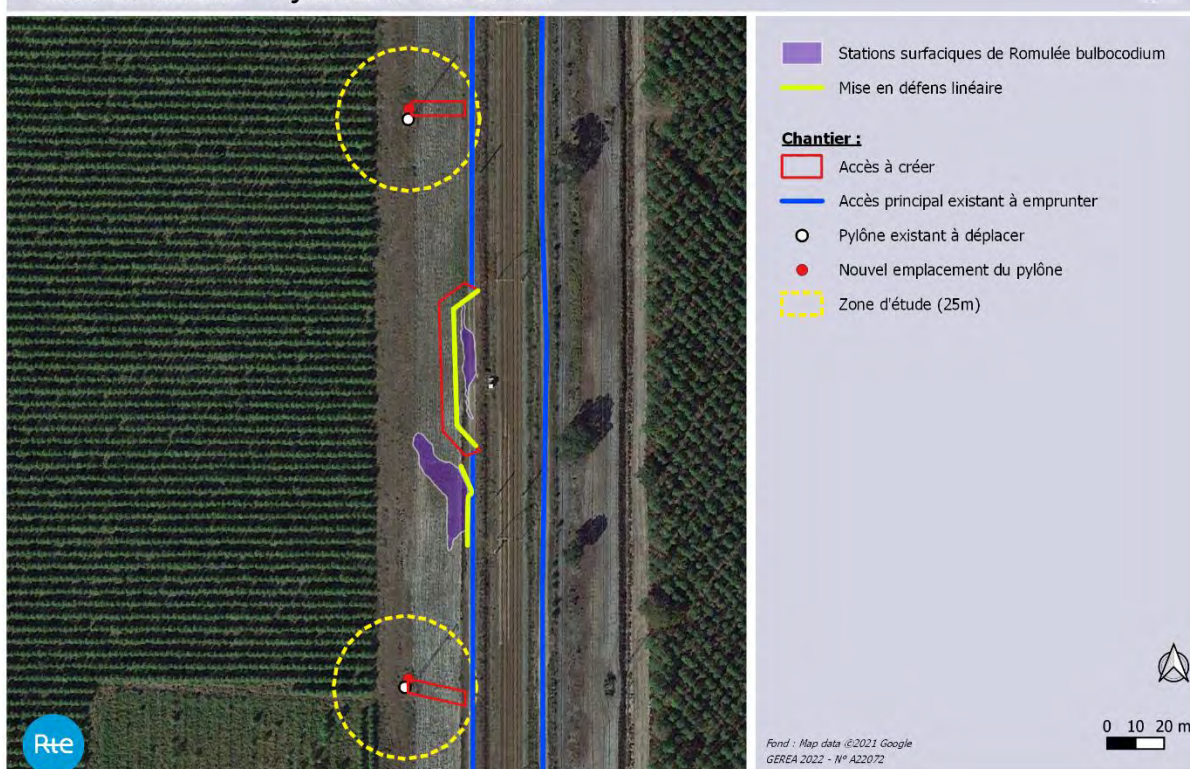 Stations surfaciques de Romulée bulbocodium
Mise en défens linéaire
Chantier :
Accès à créer
Accès principal existant à emprunter
Pylône existant à déplacer
Nouvel emplacement du pylône
Zone d'étude (25m)
Rte
0 10 20 m
Fond : Map data ©2021 Google
GEREA 2022 - N° A22072